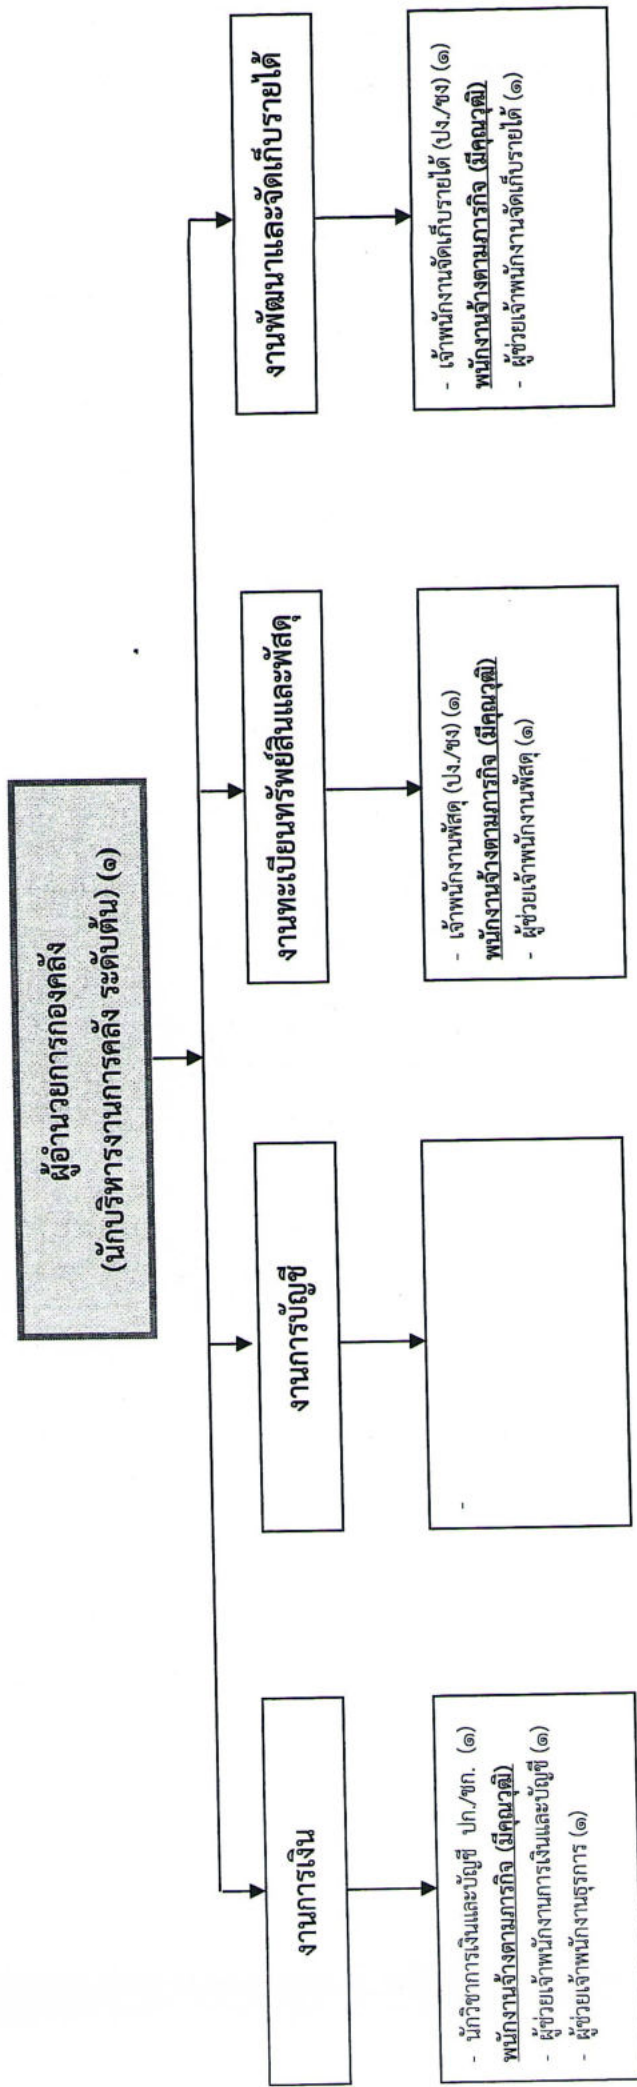 ผู้อำนวยการกองคลัง
(นักบริหารงานการคลัง ระดับต้น) (๑)
งานการเงิน
งานการบัญชี
งานทะเบียนทรัพย์สินและพัสดุ
งานพัฒนาและจัดเก็บรายได้
- นักวิชาการเงินและบัญชี ปก./ชก. (๑)
พนักงานจ้างตามภารกิจ (มีคุณวุฒิ)
- ผู้ช่วยเจ้าพนักงานการเงินและบัญชี (๑)
- ผู้ช่วยเจ้าพนักงานธุรการ (๑)
-
- เจ้าพนักงานพัสดุ (ปง./ชง) (๑)
พนักงานจ้างตามภารกิจ (มีคุณวุฒิ)
- ผู้ช่วยเจ้าพนักงานพัสดุ (๑)
- เจ้าพนักงานจัดเก็บรายได้ (ปง./ชง) (๑)
พนักงานจ้างตามภารกิจ (มีคุณวุฒิ)
- ผู้ช่วยเจ้าพนักงานจัดเก็บรายได้ (๑)